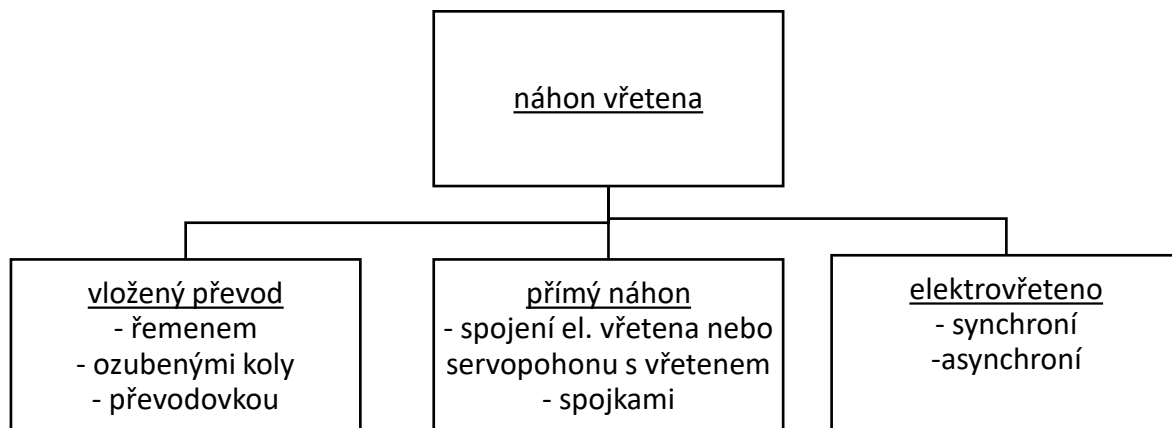 náhon vřetena
vložený převod
- řemenem
- ozubenými koly
- převodovkou
přímý náhon
- spojení el. vřetena nebo
servopohonu s vřetenem
- spojkami
elektrovřeteno
- synchroní
-asynchroní